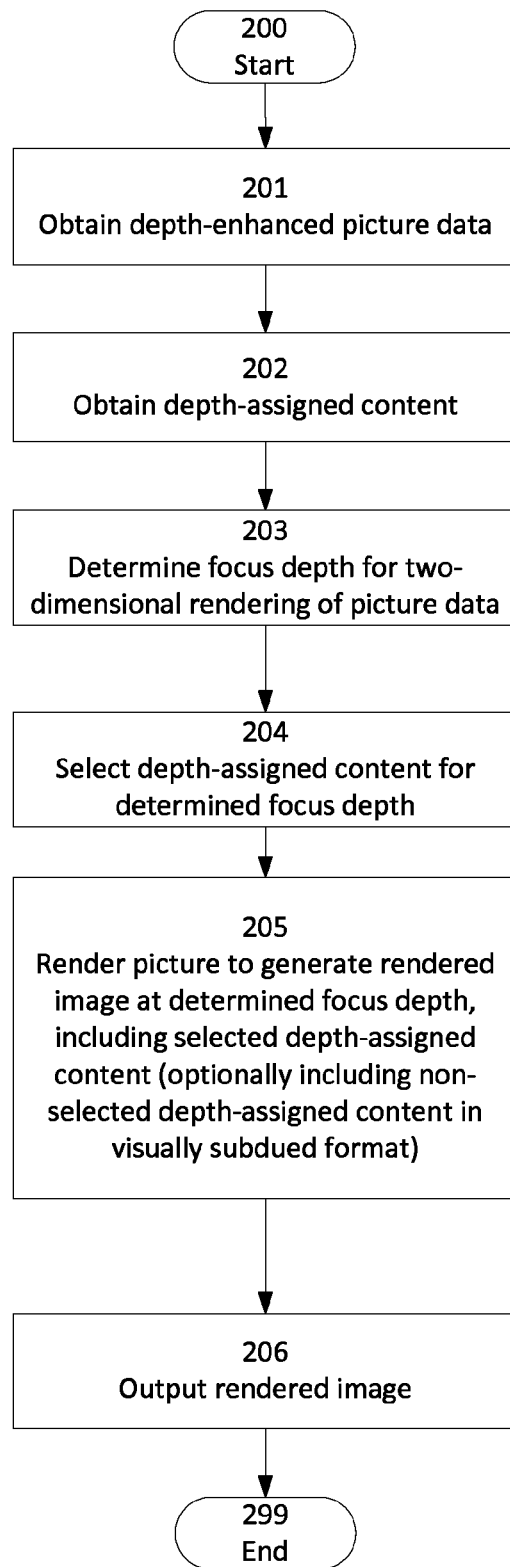 200
Start
201
Obtain depth-enhanced picture data
202
Obtain depth-assigned content
203
Determine focus depth for two-
dimensional rendering of picture data
204
Select depth-assigned content for
determined focus depth
205
Render picture to generate rendered
image at determined focus depth,
including selected depth-assigned
content (optionally including non-
selected depth-assigned content in
visually subdued format)
206
Output rendered image
299
End